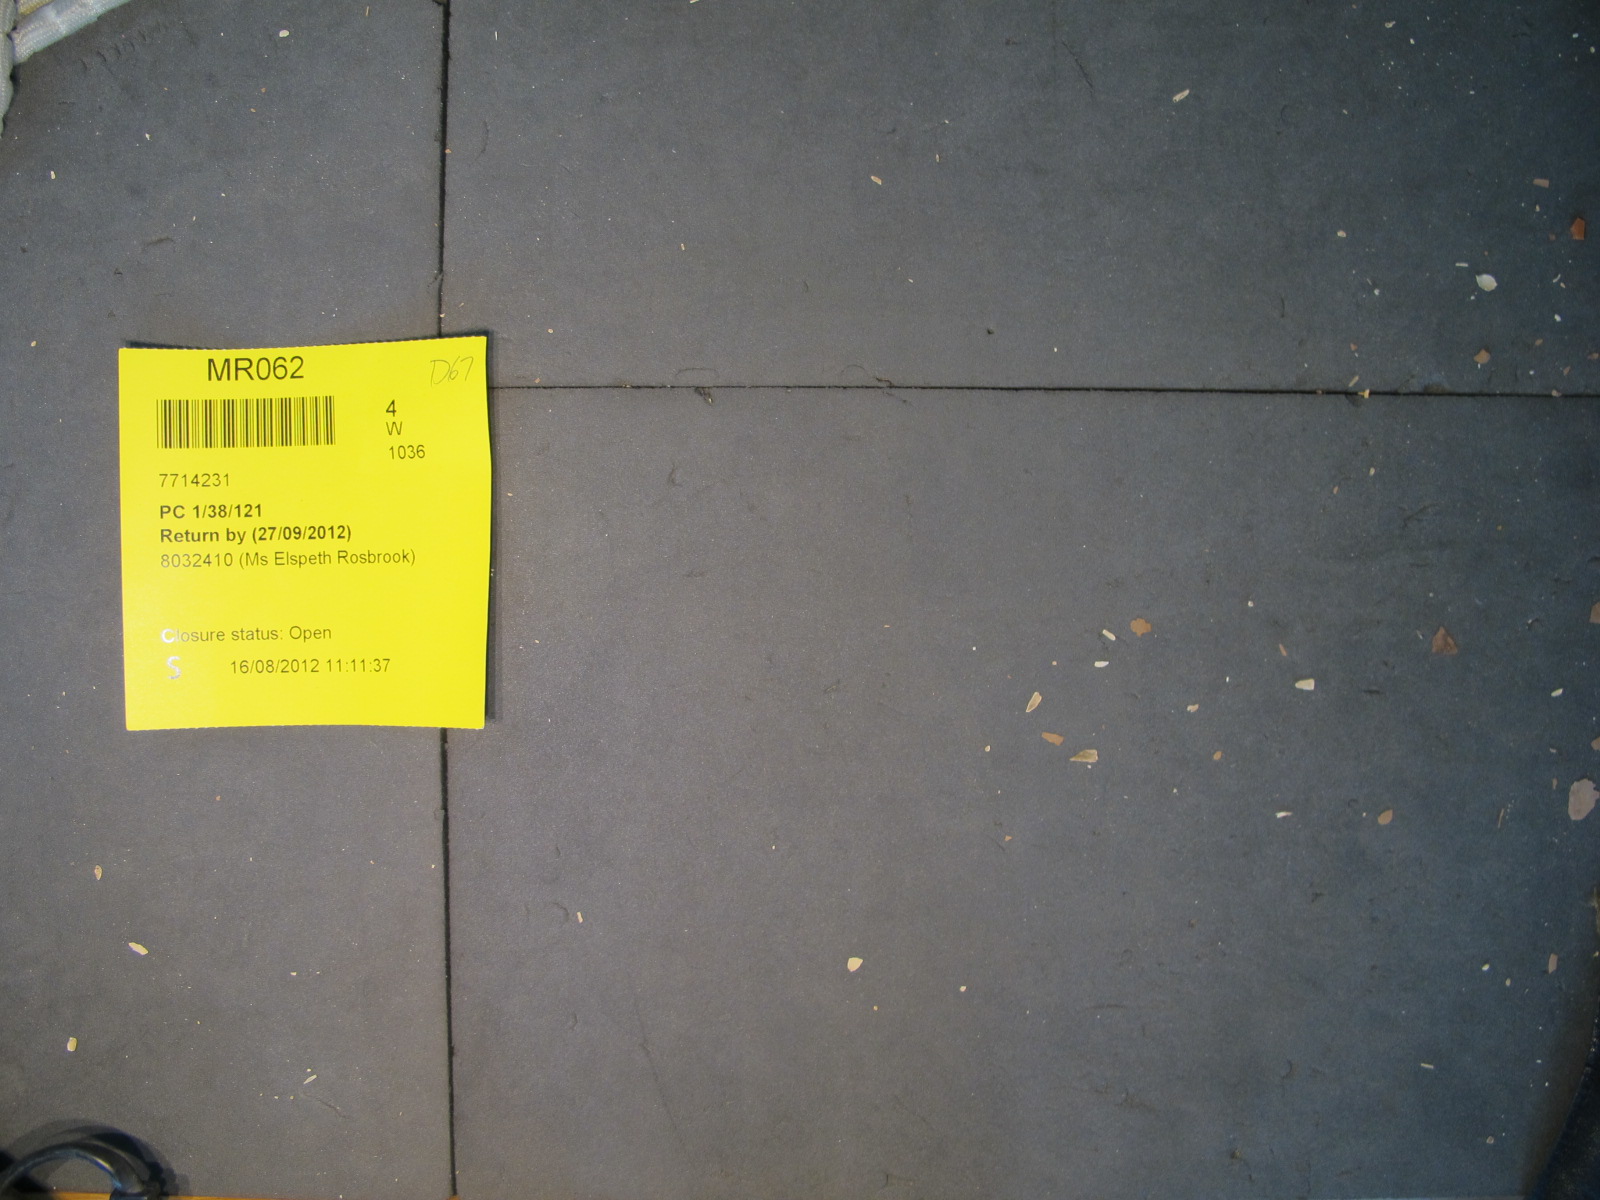 MR062
D67
4
W
1036
7714231
PC 1/38/121
Return by (27/09/2012)
8032410 (Ms Elspeth Rosbrook)
Closure status: Open
S 16/08/2012 11:11:37